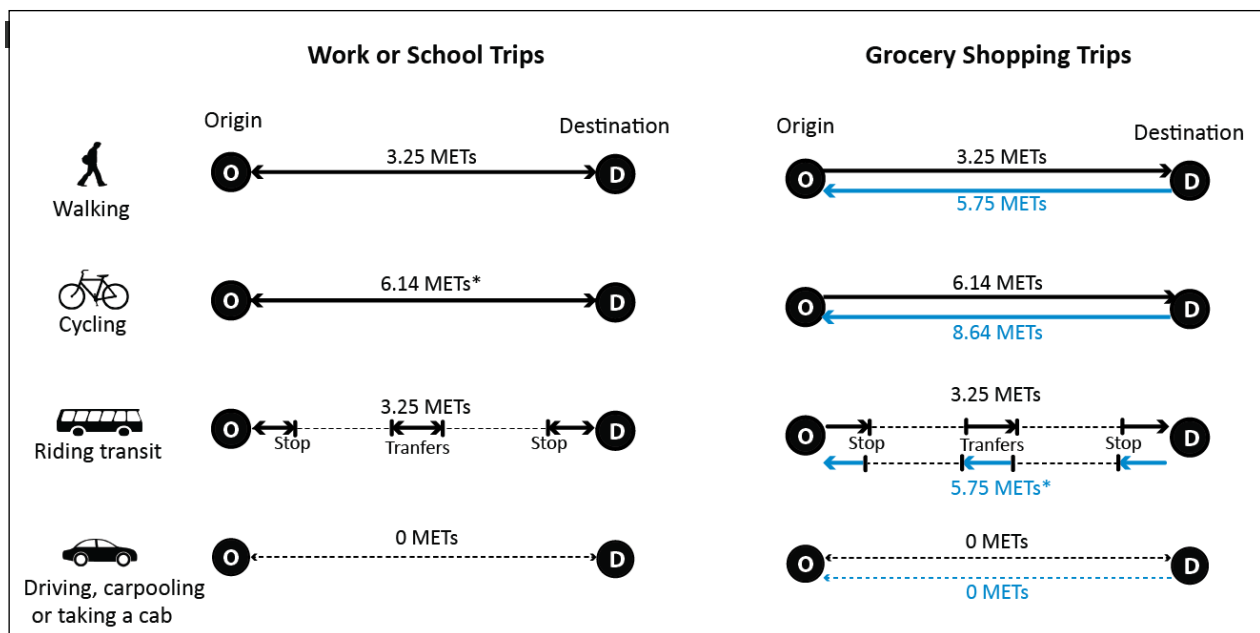 Work or School Trips
Grocery Shopping Trips
Origin
Destination
Origin
Destination
O
3.25 METs
D
O
3.25 METs
D
5.75 METs
Walking
O
6.14 METs*
D
O
6.14 METs
D
8.64 METs
Cycling
O
3.25 METs
D
Stop
Tranfers
Stop
O
3.25 METs
D
Stop
Tranfers
Stop
5.75 METs*
Riding transit
O
0 METs
D
O
0 METs
D
0 METs
Driving, carpooling
or taking a cab